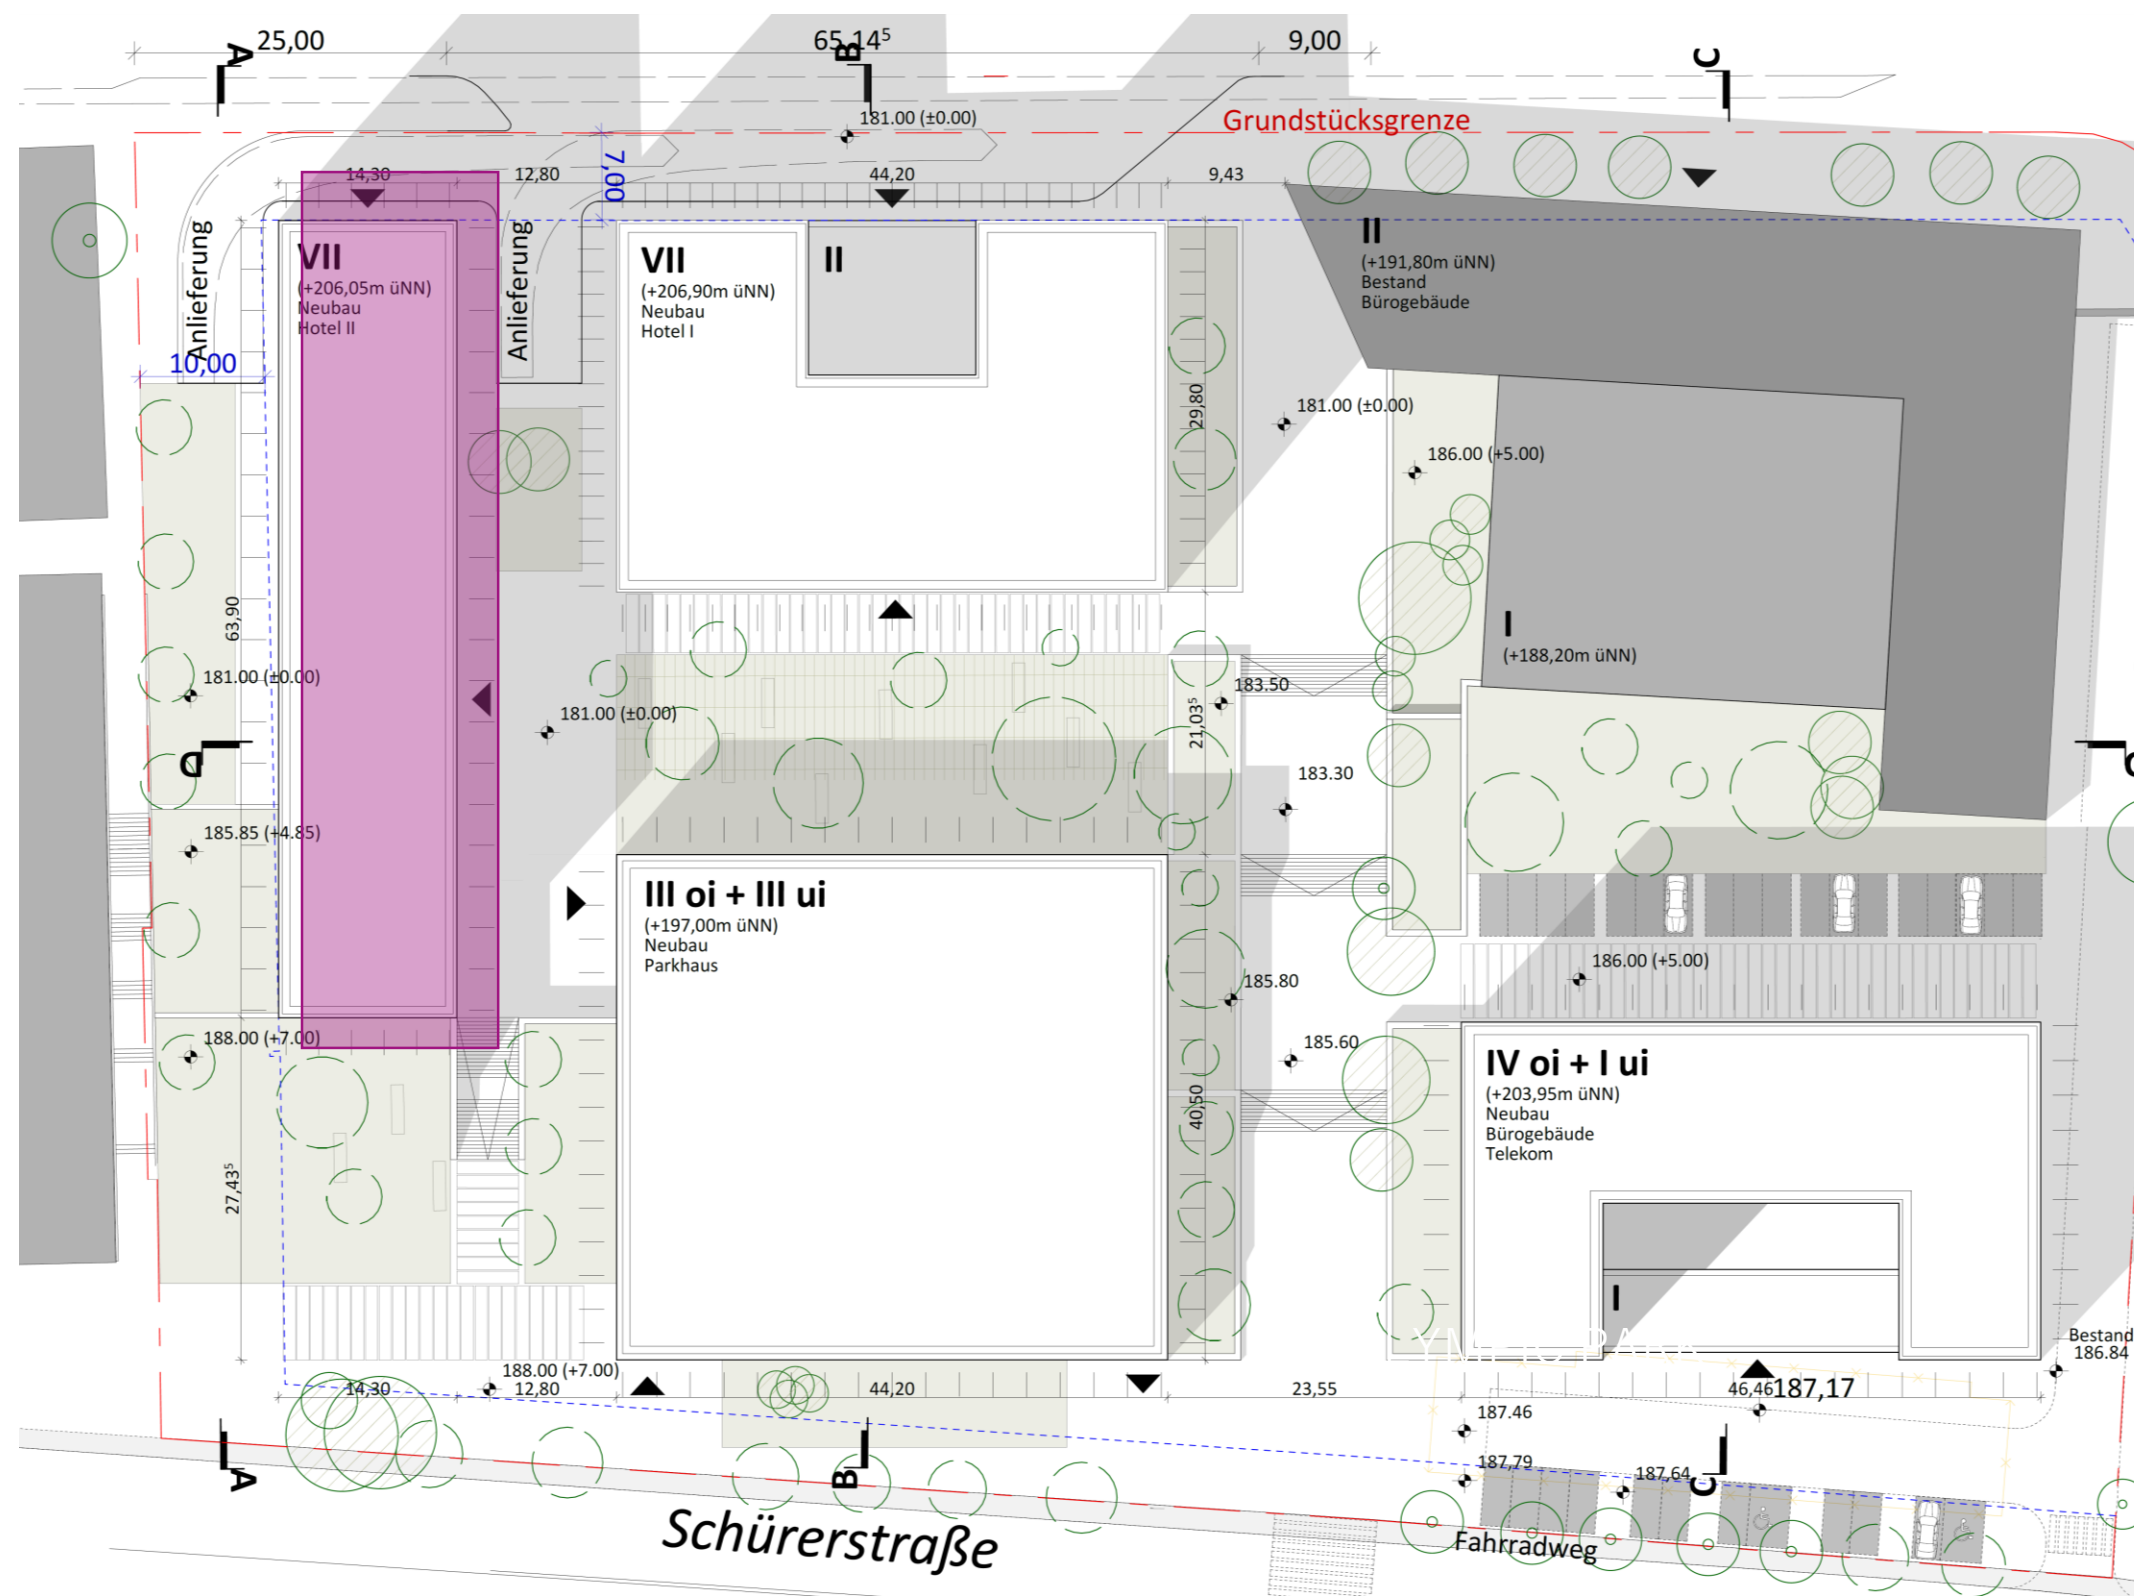 25,00
65,14⁵
9,00
A
B
C
181.00 (±0.00)
Grundstücksgrenze
7,00
14,30
12,80
44,20
9,43
Anlieferung
Anlieferung
VII
(+206,05m üNN)
Neubau
Hotel II
VII
(+206,90m üNN)
Neubau
Hotel I
II
II
(+191,80m üNN)
Bestand
Bürogebäude
10,00
29,80
181.00 (±0.00)
186.00 (+5.00)
63,90
I
(+188,20m üNN)
181.00 (±0.00)
181.00 (±0.00)
183.50
21,03⁵
D
183.30
185.85 (+4.85)
III oi + III ui
(+197,00m üNN)
Neubau
Parkhaus
186.00 (+5.00)
185.80
188.00 (+7.00)
185.60
IV oi + I ui
(+203,95m üNN)
Neubau
Bürogebäude
Telekom
40,50
27,43⁵
I
Bestand
186.84
188.00 (+7.00)
14,30
12,80
44,20
23,55
46,46
187,17
187.46
187.79
187.64
A
B
C
Schürerstraße
Fahrradweg